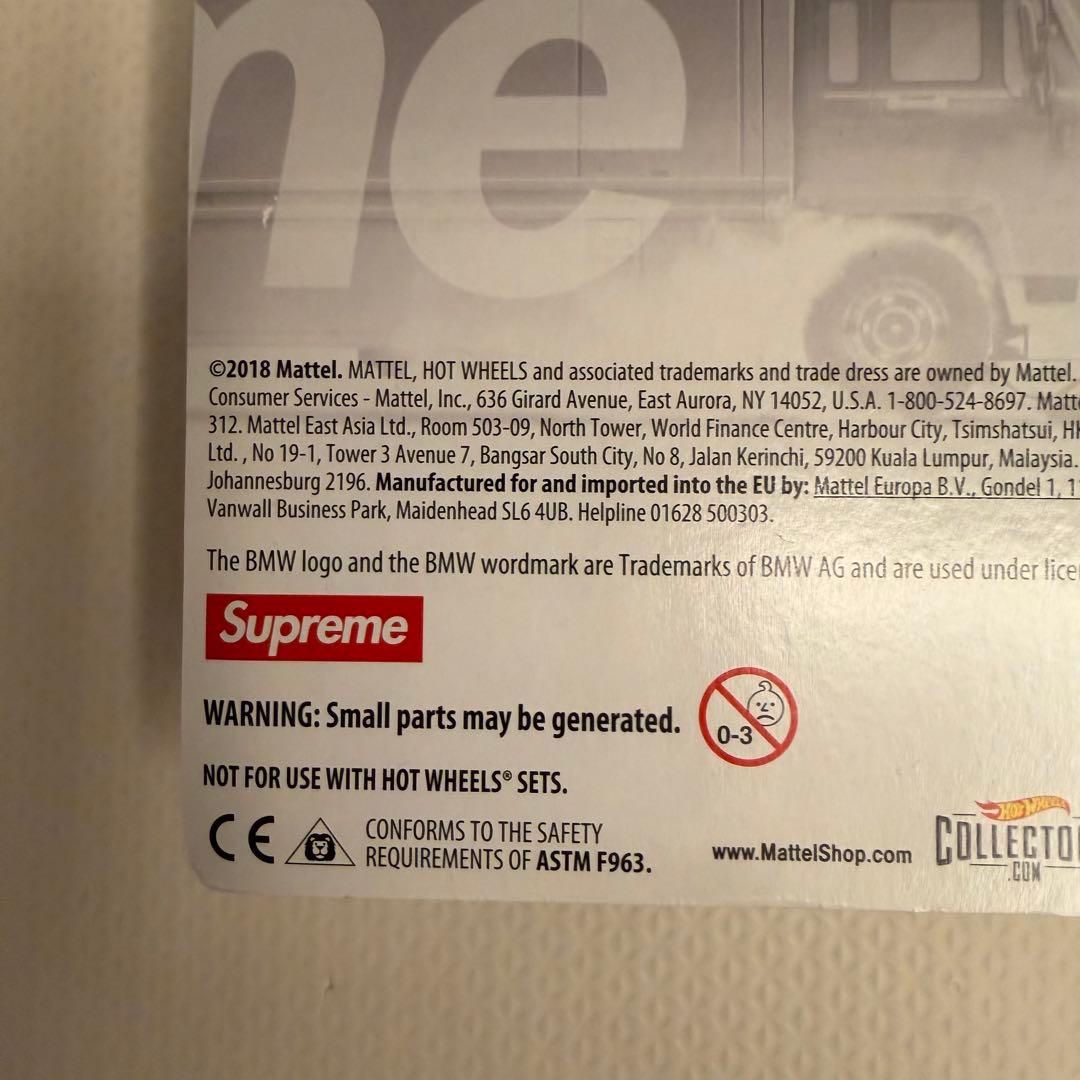 me
©2018 Mattel. MATTEL, HOT WHEELS and associated trademarks and trade dress are owned by Mattel.
Consumer Services - Mattel, Inc., 636 Girard Avenue, East Aurora, NY 14052, U.S.A. 1-800-524-8697.
312. Mattel East Asia Ltd., Room 503-09, North Tower, World Finance Centre, Harbour City, Tsimshatsui,
Ltd. , No 19-1, Tower 3 Avenue 7, Bangsar South City, No 8, Jalan Kerinchi, 59200 Kuala Lumpur, Malaysia.
Johannesburg 2196. Manufactured for and imported into the EU by: Mattel Europa B.V., Gondel 1,
Vanwall Business Park, Maidenhead SL6 4UB. Helpline 01628 500303.
The BMW logo and the BMW wordmark are Trademarks of BMW AG and are used under
Supreme
WARNING: Small parts may be generated.
0-3
NOT FOR USE WITH HOT WHEELS® SETS.
CE
CONFORMS TO THE SAFETY
REQUIREMENTS OF ASTM F963.
www.MattelShop.com
HOT WHEELS
COLLECTO
.COM